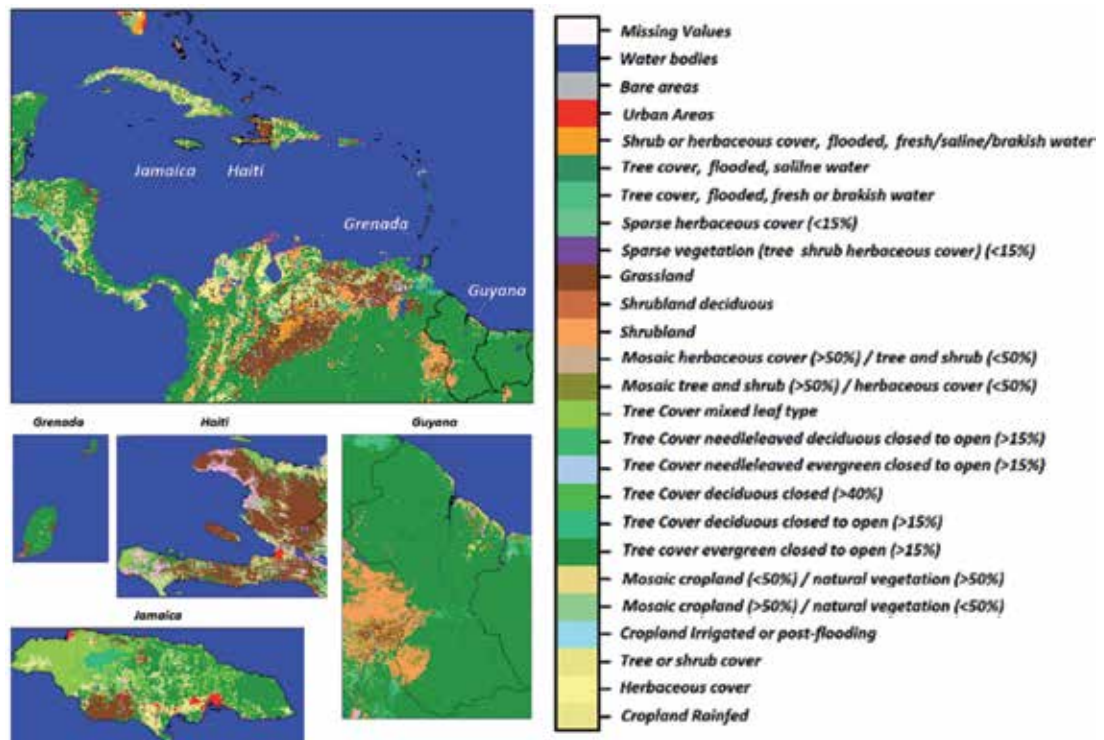 Jamaica
Haiti
Grenada
Guyana
Grenada
Haiti
Guyana
Jamaica
Missing Values
Water bodies
Bare areas
Urban Areas
Shrub or herbaceous cover, flooded, fresh/saline/brakish water
Tree cover, flooded, salilne water
Tree cover, flooded, fresh or brakish water
Sparse herbaceous cover (<15%)
Sparse vegetation (tree shrub herbaceous cover) (<15%)
Grassland
Shrubland deciduous
Shrubland
Mosaic herbaceous cover (>50%) / tree and shrub (<50%)
Mosaic tree and shrub (>50%) / herbaceous cover (<50%)
Tree Cover mixed leaf type
Tree Cover needleleaved deciduous closed to open (>15%)
Tree Cover needleleaved evergreen closed to open (>15%)
Tree Cover deciduous closed (>40%)
Tree Cover deciduous closed to open (>15%)
Tree cover evergreen closed to open (>15%)
Mosaic cropland (<50%) / natural vegetation (>50%)
Mosaic cropland (>50%) / natural vegetation (<50%)
Cropland Irrigated or post-flooding
Tree or shrub cover
Herbaceous cover
Cropland Rainfed